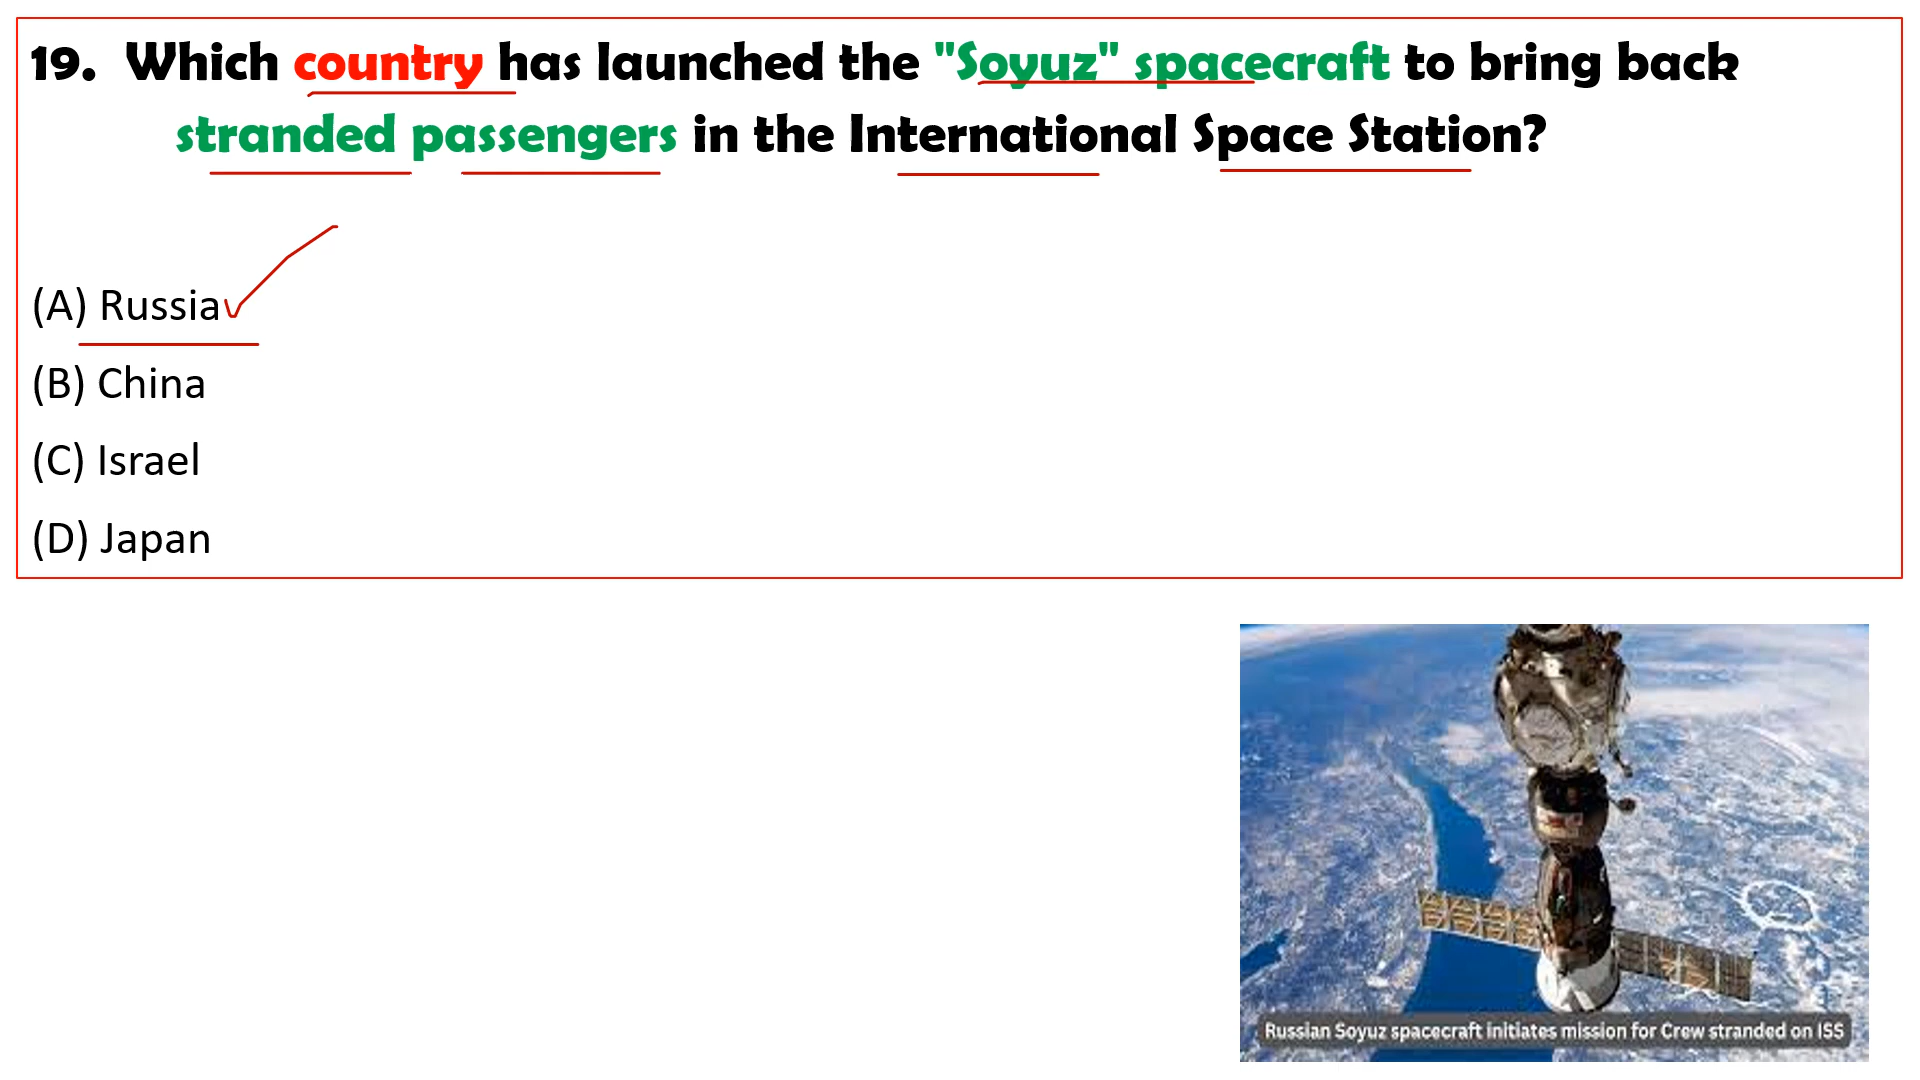 19. Which country has launched the "Soyuz" spacecraft to bring back
stranded passengers in the International Space Station?
(A) Russia
(B) China
(C) Israel
(D) Japan
Russian Soyuz spacecraft initiates mission for Crew stranded on ISS